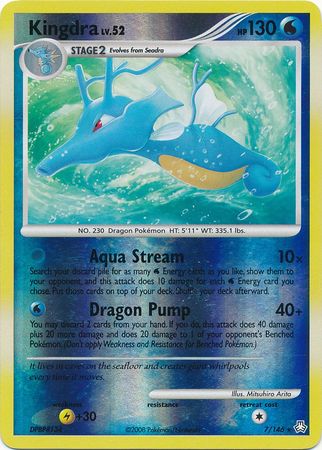 Kingdra LV.52
HP 130
STAGE2 Evolves from Seadra
NO. 230 Dragon Pokémon HT: 5'11" WT: 335.1 lbs.
Aqua Stream 10×
Search your discard pile for as many Energy cards as you like, show them to your
opponent, and this attack does 10 damage for each Energy card you
chose. Put those cards on top of your deck. Shuffle your deck afterward.
Dragon Pump 40+
You may discard 2 cards from your hand. If you do, this attack does 40 damage
plus 20 more damage and does 20 damage to 1 of your opponent's Benched
Pokémon. (Don't apply Weakness and Resistance for Benched Pokémon.)
It lives in caves on the seafloor and creates giant whirlpools
every time it moves.
Illus. Mitsuhiro Arita
weakness resistance retreat cost
+30
©2008 Pokémon/Nintendo
7/146